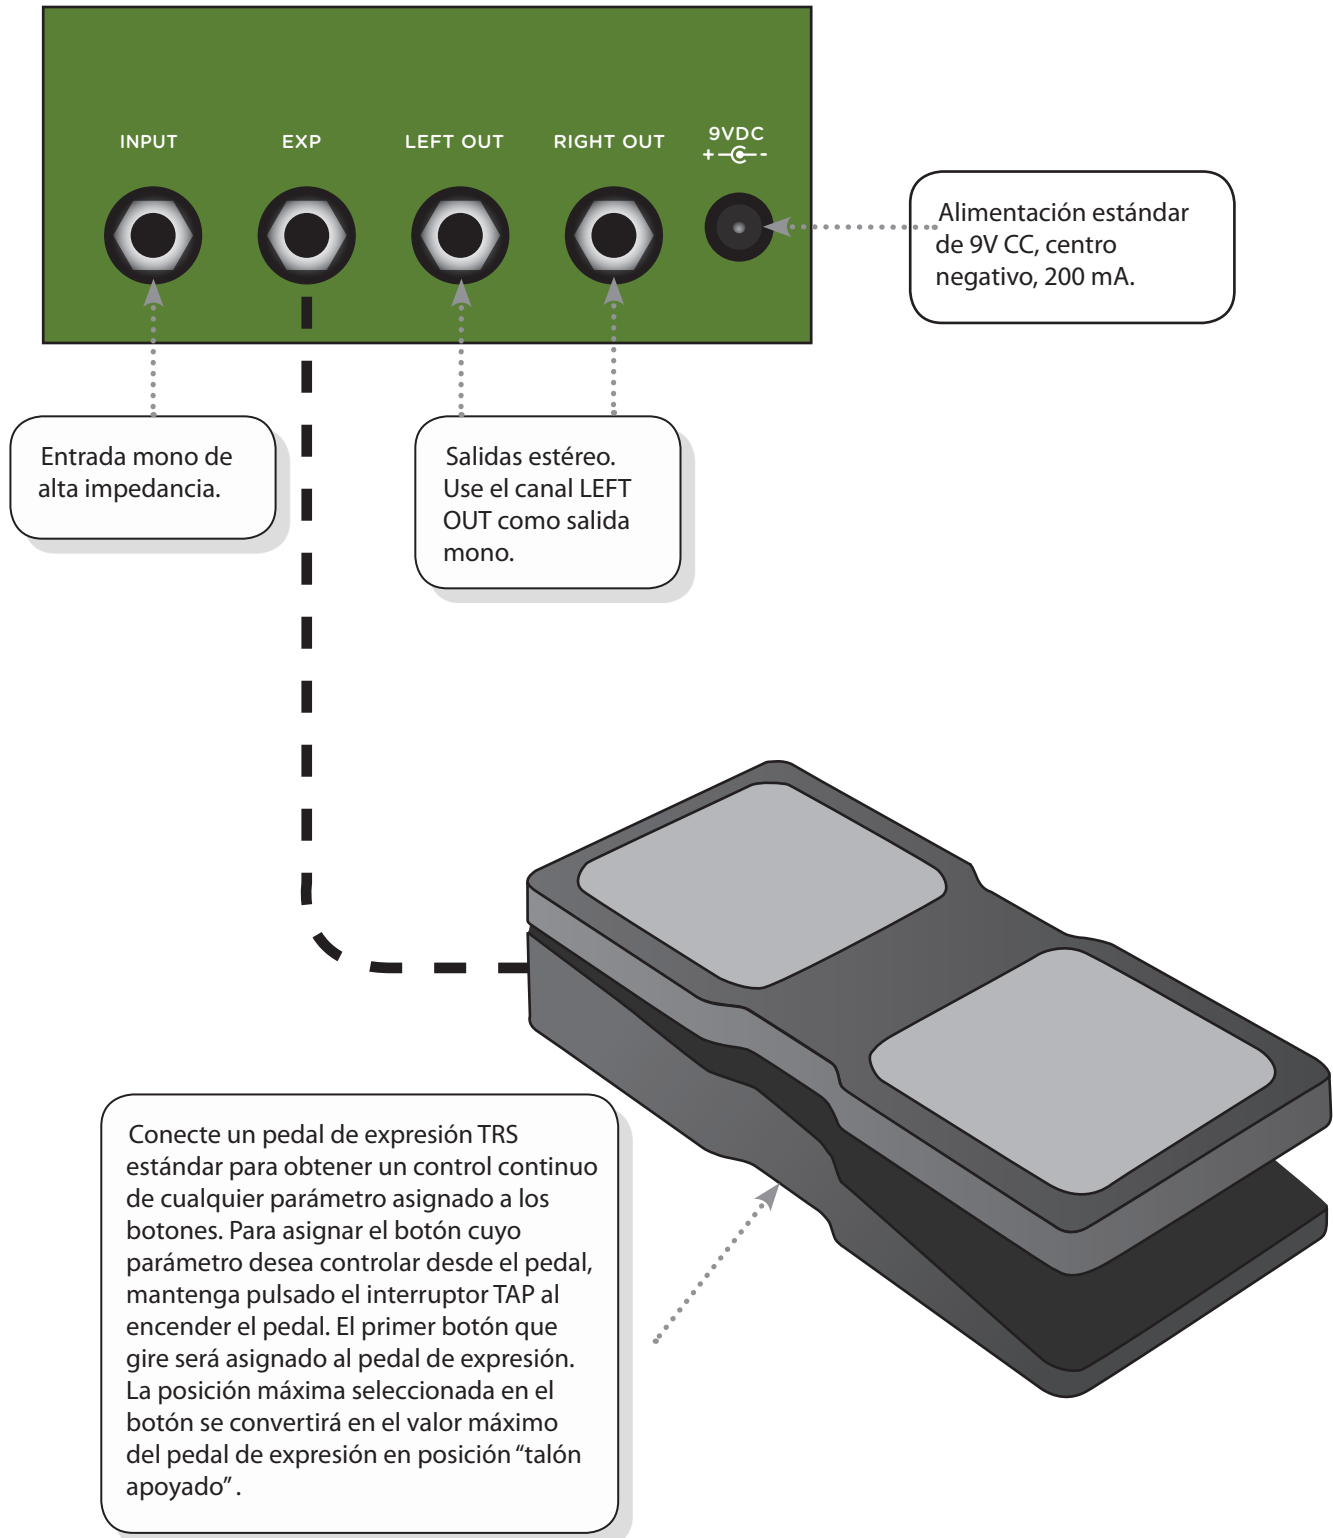 INPUT
EXP
LEFT OUT
RIGHT OUT
9VDC
+ -
Alimentación estándar
de 9V CC, centro
negativo, 200 mA.
Entrada mono de
alta impedancia.
Salidas estéreo.
Use el canal LEFT
OUT como salida
mono.
Conecte un pedal de expresión TRS
estándar para obtener un control continuo
de cualquier parámetro asignado a los
botones. Para asignar el botón cuyo
parámetro desea controlar desde el pedal,
mantenga pulsado el interruptor TAP al
encender el pedal. El primer botón que
gire será asignado al pedal de expresión.
La posición máxima seleccionada en el
botón se convertirá en el valor máximo
del pedal de expresión en posición “talón
apoyado” .